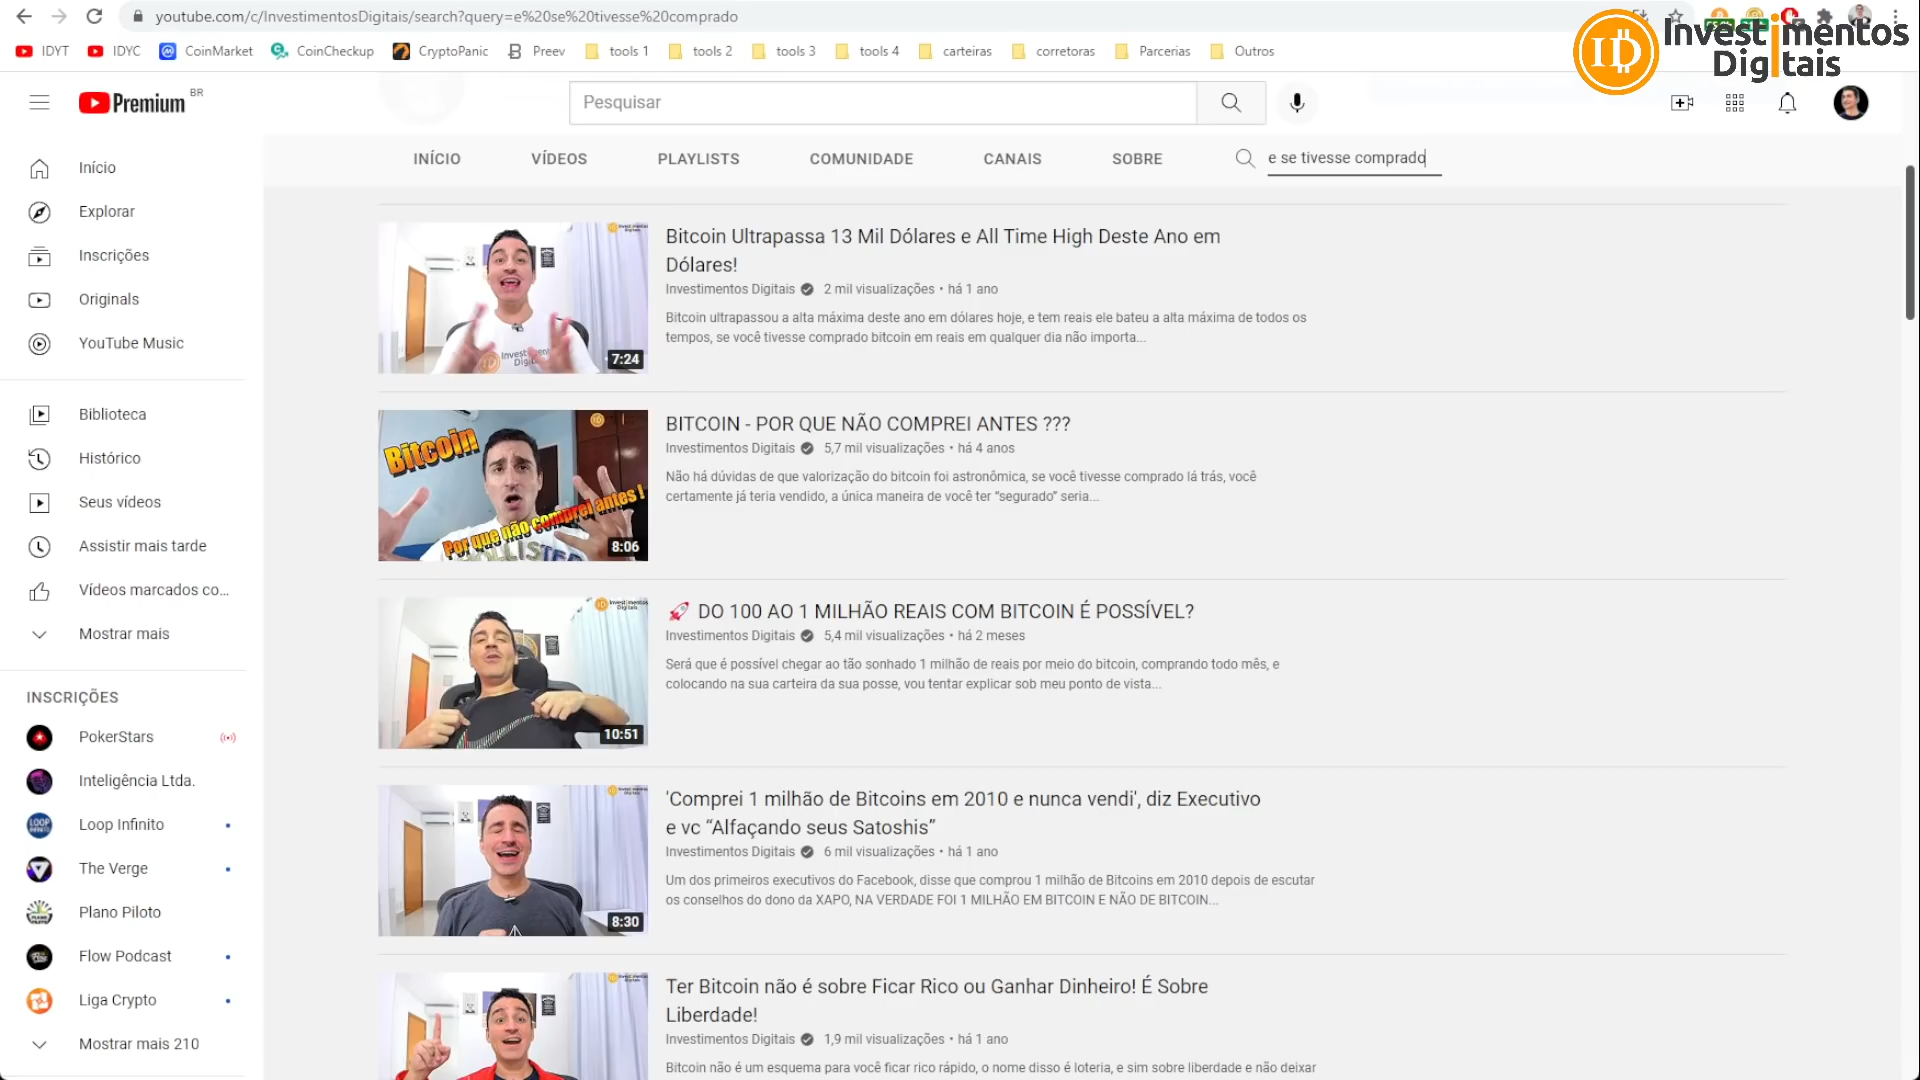 youtube.com/c/InvestimentosDigitais/search?query=e%20se%20tivesse%20comprado
IDYT
IDYC
CoinMarket
CoinCheckup
CryptoPanic
Preev
tools 1
tools 2
tools 3
tools 4
carteiras
corretoras
Parcerias
Outros
Investimentos
Digitais
Premium BR
Pesquisar
INÍCIO
VÍDEOS
PLAYLISTS
COMUNIDADE
CANAIS
SOBRE
e se tivesse comprado
Início
Explorar
Inscrições
Originals
YouTube Music
Biblioteca
Histórico
Seus vídeos
Assistir mais tarde
Vídeos marcados co...
Mostrar mais
INSCRIÇÕES
PokerStars
Inteligência Ltda.
Loop Infinito
The Verge
Plano Piloto
Flow Podcast
Liga Crypto
Mostrar mais 210
7:24
Bitcoin Ultrapassa 13 Mil Dólares e All Time High Deste Ano em
Dólares!
Investimentos Digitais 2 mil visualizações • há 1 ano
Bitcoin ultrapassou a alta máxima deste ano em dólares hoje, e tem reais ele bateu a alta máxima de todos os
tempos, se você tivesse comprado bitcoin em reais em qualquer dia não importa...
Bitcoin
Por que não comprei antes !
8:06
BITCOIN - POR QUE NÃO COMPREI ANTES ???
Investimentos Digitais 5,7 mil visualizações • há 4 anos
Não há dúvidas de que valorização do bitcoin foi astronômica, se você tivesse comprado lá trás, você
certamente já teria vendido, a única maneira de você ter “segurado” seria...
10:51
DO 100 AO 1 MILHÃO REAIS COM BITCOIN É POSSÍVEL?
Investimentos Digitais 5,4 mil visualizações • há 2 meses
Será que é possível chegar ao tão sonhado 1 milhão de reais por meio do bitcoin, comprando todo mês, e
colocando na sua carteira da sua posse, vou tentar explicar sob meu ponto de vista...
8:30
'Comprei 1 milhão de Bitcoins em 2010 e nunca vendi', diz Executivo
e vc “Alfaçando seus Satoshis”
Investimentos Digitais 6 mil visualizações • há 1 ano
Um dos primeiros executivos do Facebook, disse que comprou 1 milhão de Bitcoins em 2010 depois de escutar
os conselhos do dono da XAPO, NA VERDADE FOI 1 MILHÃO EM BITCOIN E NÃO DE BITCOIN...
Ter Bitcoin não é sobre Ficar Rico ou Ganhar Dinheiro! É Sobre
Liberdade!
Investimentos Digitais 1,9 mil visualizações • há 1 ano
Bitcoin não é um esquema para você ficar rico rápido, o nome disso é loteria, e sim sobre liberdade e não deixar